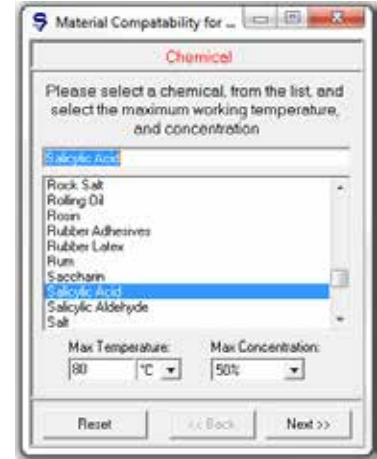 Material Compatability for ...
Chemical
Please select a chemical, from the list, and
select the maximum working temperature,
and concentration
Salicylic Acid
Rock Salt
Rolling Oil
Rosin
Rubber Adhesives
Rubber Latex
Rum
Saccharin
Salicylic Acid
Salicylic Aldehyde
Salt
Max Temperature: Max Concentration:
80 °C 50%
Reset << Back Next >>